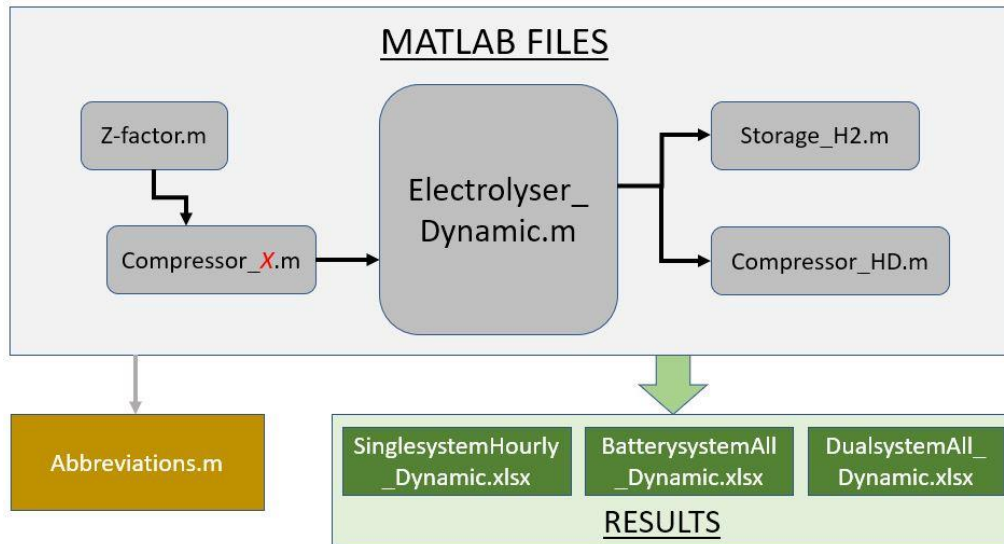 MATLAB FILES
Z-factor.m
Compressor_X.m
Electrolyser_
Dynamic.m
Storage_H2.m
Compressor_HD.m
Abbreviations.m
SinglesystemHourly
_Dynamic.xlsx
BatterysystemAll
_Dynamic.xlsx
DualsystemAll_
Dynamic.xlsx
RESULTS